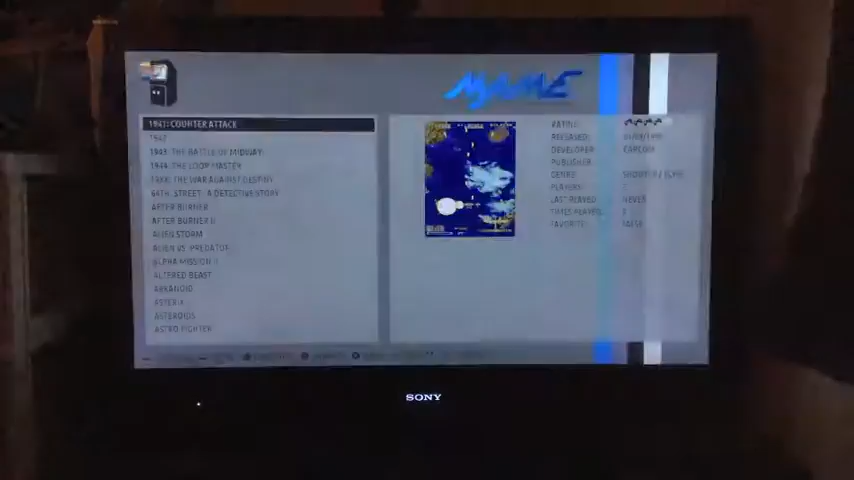 MAME
1941: COUNTER ATTACK
1942
1943: THE BATTLE OF MIDWAY
1944: THE LOOP MASTER
19XX: THE WAR AGAINST DESTINY
64TH. STREET: A DETECTIVE STORY
AFTER BURNER
AFTER BURNER II
ALIEN STORM
ALIEN VS. PREDATOR
ALPHA MISSION II
ALTERED BEAST
ARKANOID
ASTERIX
ASTEROIDS
ASTRO FIGHTER
RATING:
RELEASED:
DEVELOPER: CAPCOM
PUBLISHER:
GENRE:
PLAYERS:
LAST PLAYED: NEVER
TIMES PLAYED:
FAVORITE: FALSE
SONY